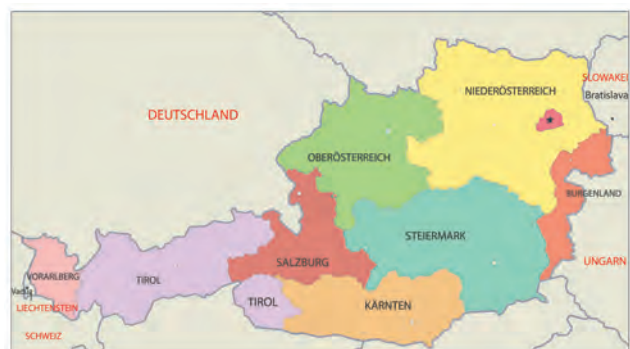 SLOWAKEI
NIEDERÖSTERREICH
Bratislava
DEUTSCHLAND
OBERÖSTERREICH
BURGENLAND
STEIERMARK
UNGARN
SALZBURG
VORARLBERG
TIROL
Vaduz
LIECHTENSTEIN
TIROL
KÄRNTEN
SCHWEIZ